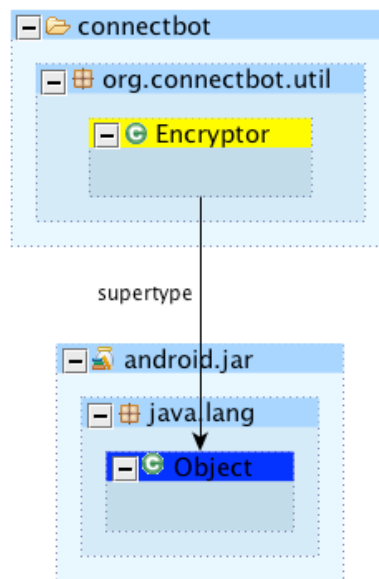 connectbot
org.connectbot.util
C Encryptor
supertype
android.jar
java.lang
C Object